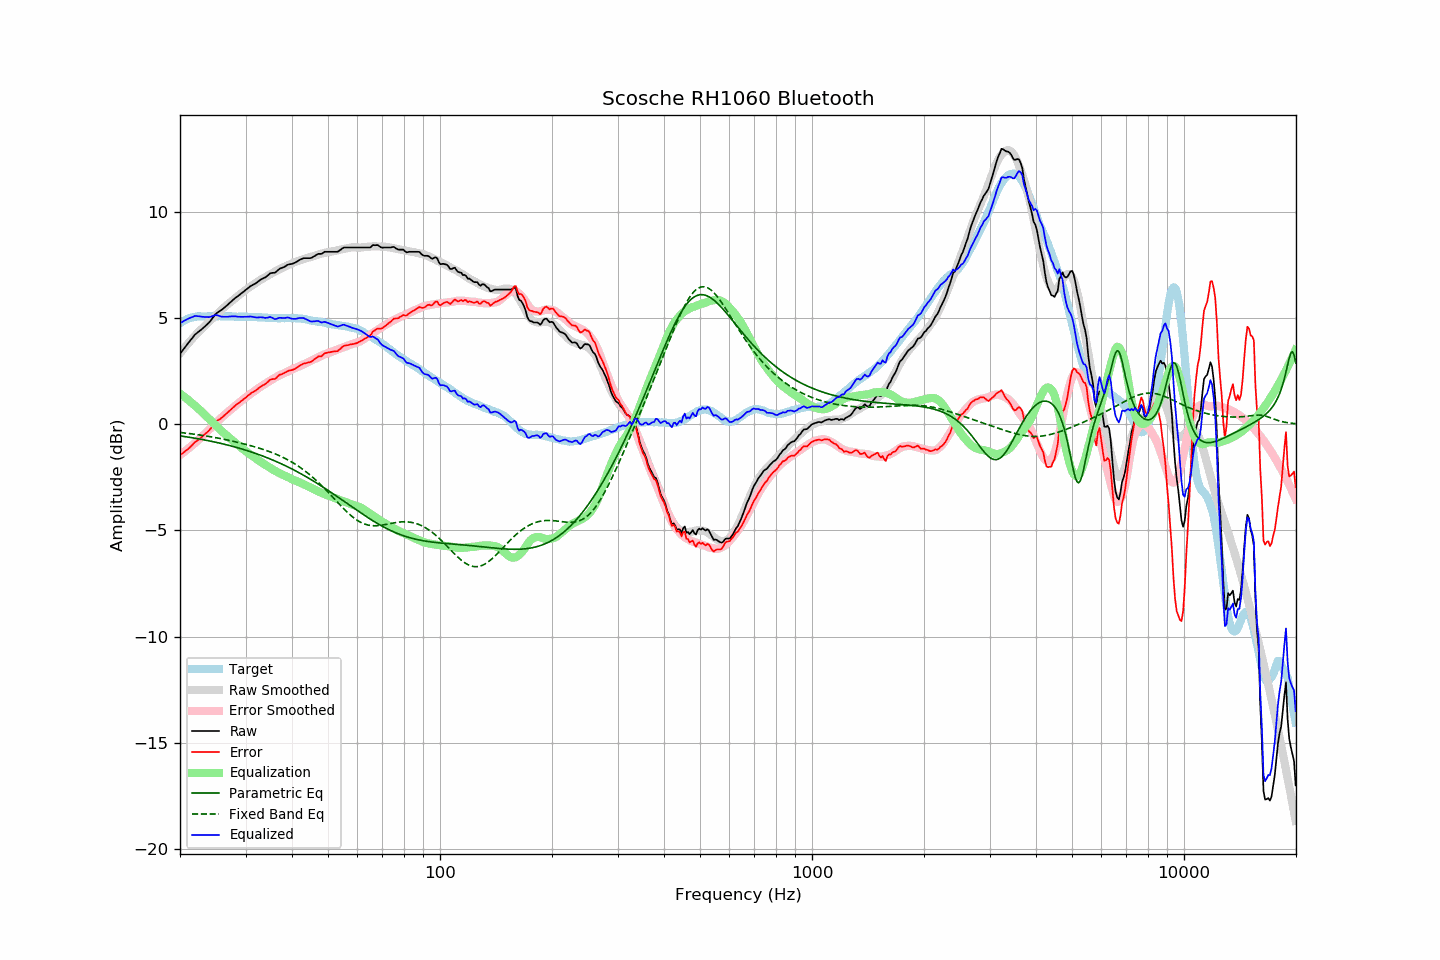 Scosche RH1060 Bluetooth
Amplitude (dBr)
10
5
0
−5
−10
−15
−20
Target
Raw Smoothed
Error Smoothed
Raw
Error
Equalization
Parametric Eq
Fixed Band Eq
Equalized
100
1000
10000
Frequency (Hz)